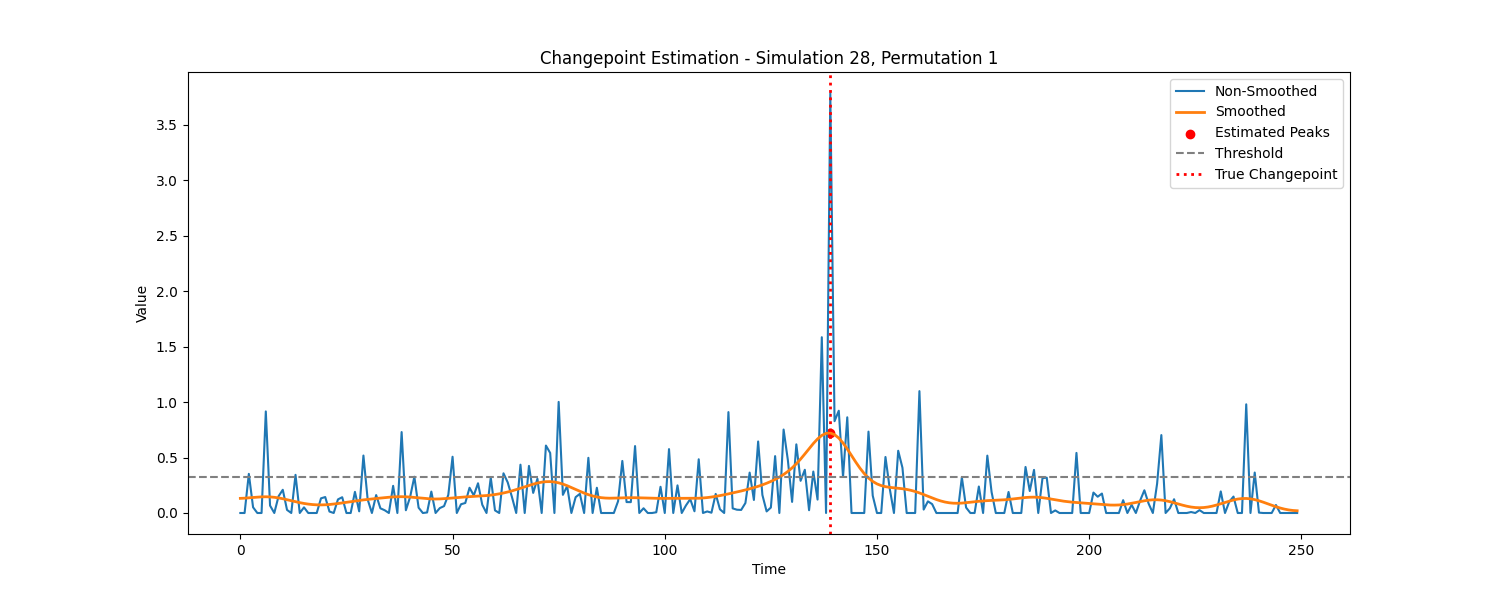 Changepoint Estimation - Simulation 28, Permutation 1
Non-Smoothed
Smoothed
Estimated Peaks
Threshold
True Changepoint
Value
3.5
3.0
2.5
2.0
1.5
1.0
0.5
0.0
0
50
100
150
200
250
Time